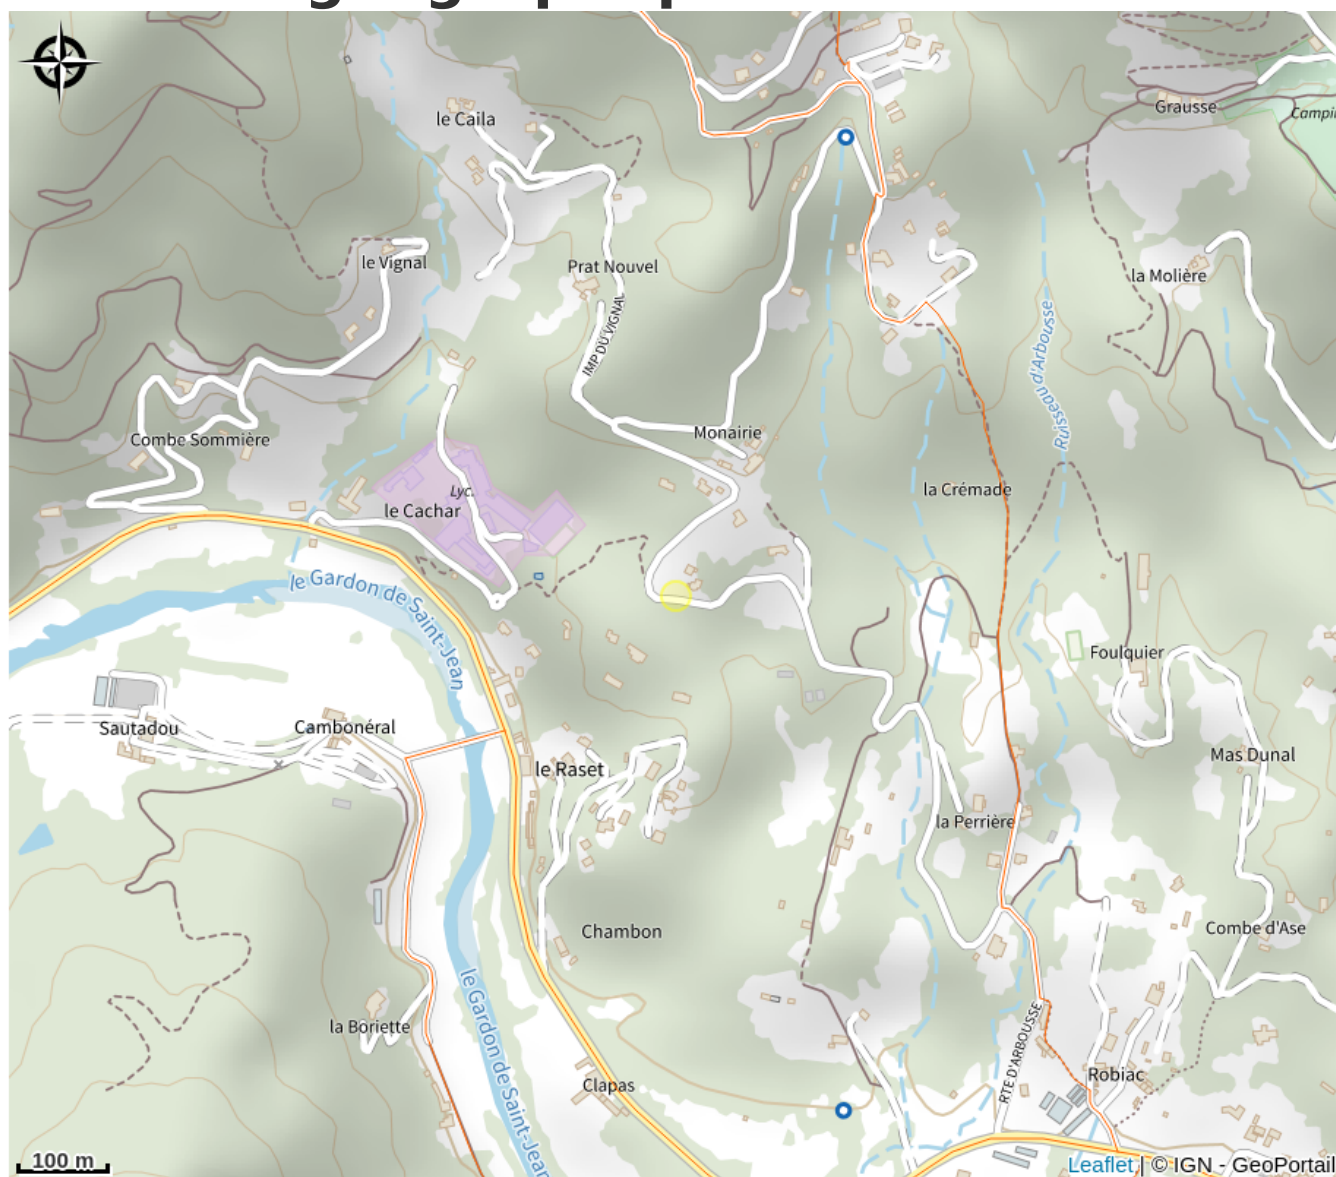 le Caila
Grausse
le Vignal
Prat Nouvel
la Molière
IMP DU VIGNAL
Ruisseau d'Arbousse
Combe Sommière
Monairie
Lyc.
le Cachar
la Crémade
le Gardon de Saint-Jean
Foulquier
Sautadou
Cambonéral
le Raset
Mas Dunal
la Perrière
Chambon
Combe d'Ase
la Boriette
le Gardon de Saint-Jean
RTE D'ARBOUSSE
Clapas
Robiac
100 m
Leaflet | © IGN - GeoPortail